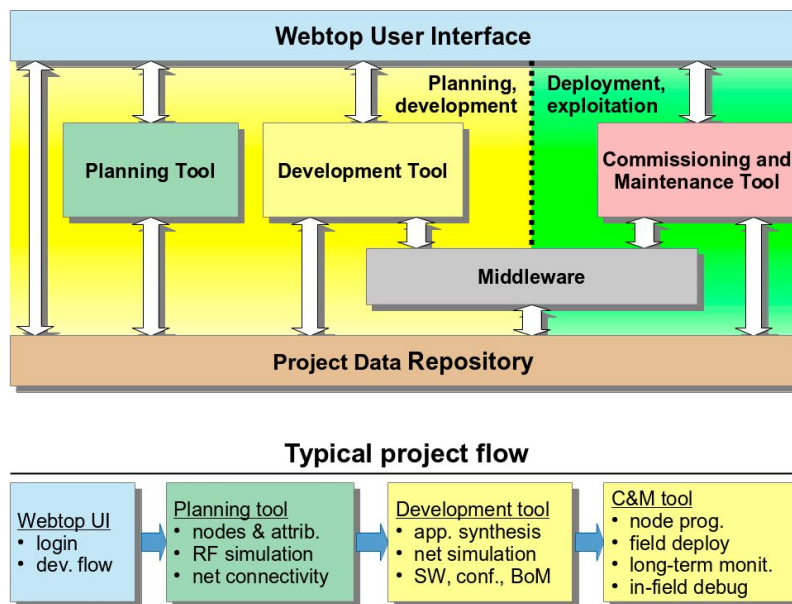 Webtop User Interface
Planning,
development
Deployment,
exploitation
Planning Tool
Development Tool
Commissioning and
Maintenance Tool
Middleware
Project Data Repository
Typical project flow
Webtop UI
• login
• dev. flow
Planning tool
• nodes & attrib.
• RF simulation
• net connectivity
Development tool
• app. synthesis
• net simulation
• SW, conf., BoM
C&M tool
• node prog.
• field deploy
• long-term monit.
• in-field debug